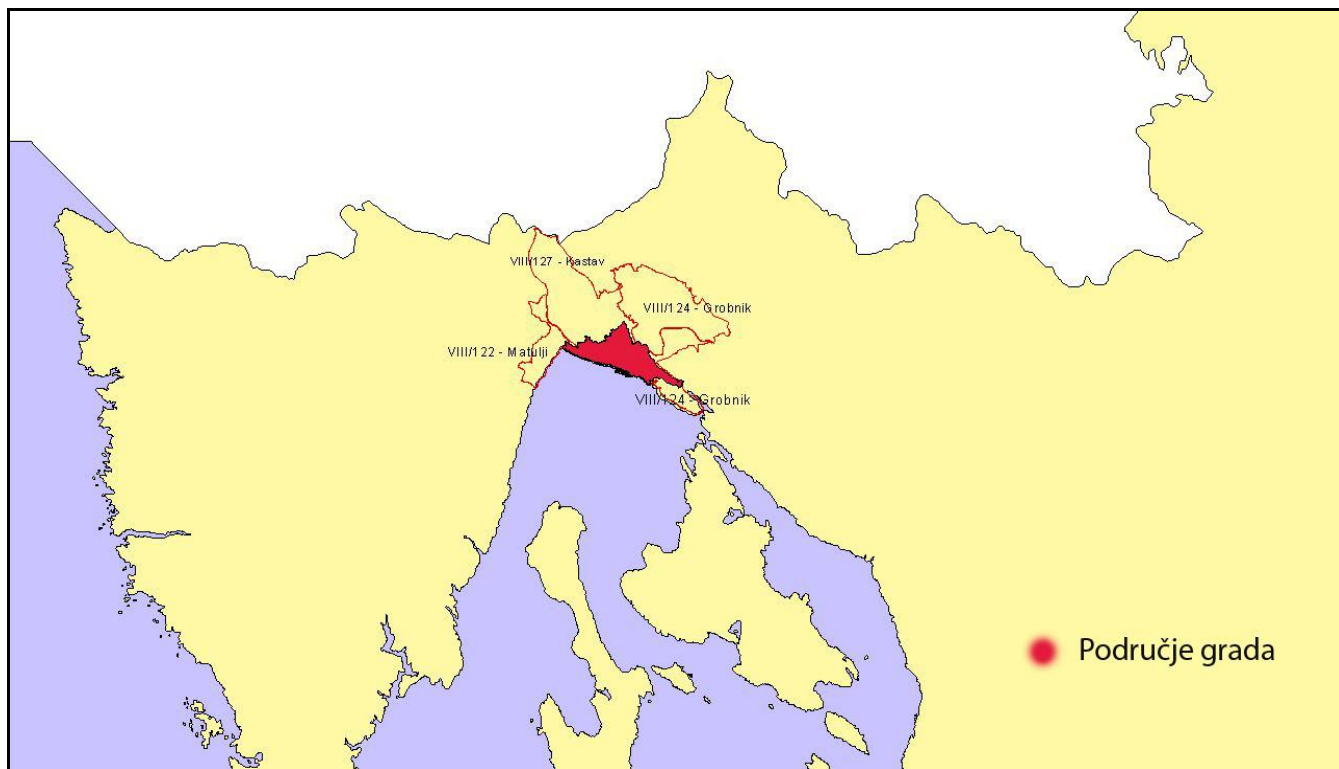 VIII/127 - Kastav
VIII/124 - Grobnik
VIII/122 - Matulji
VIII/124 - Grobnik
Područje grada